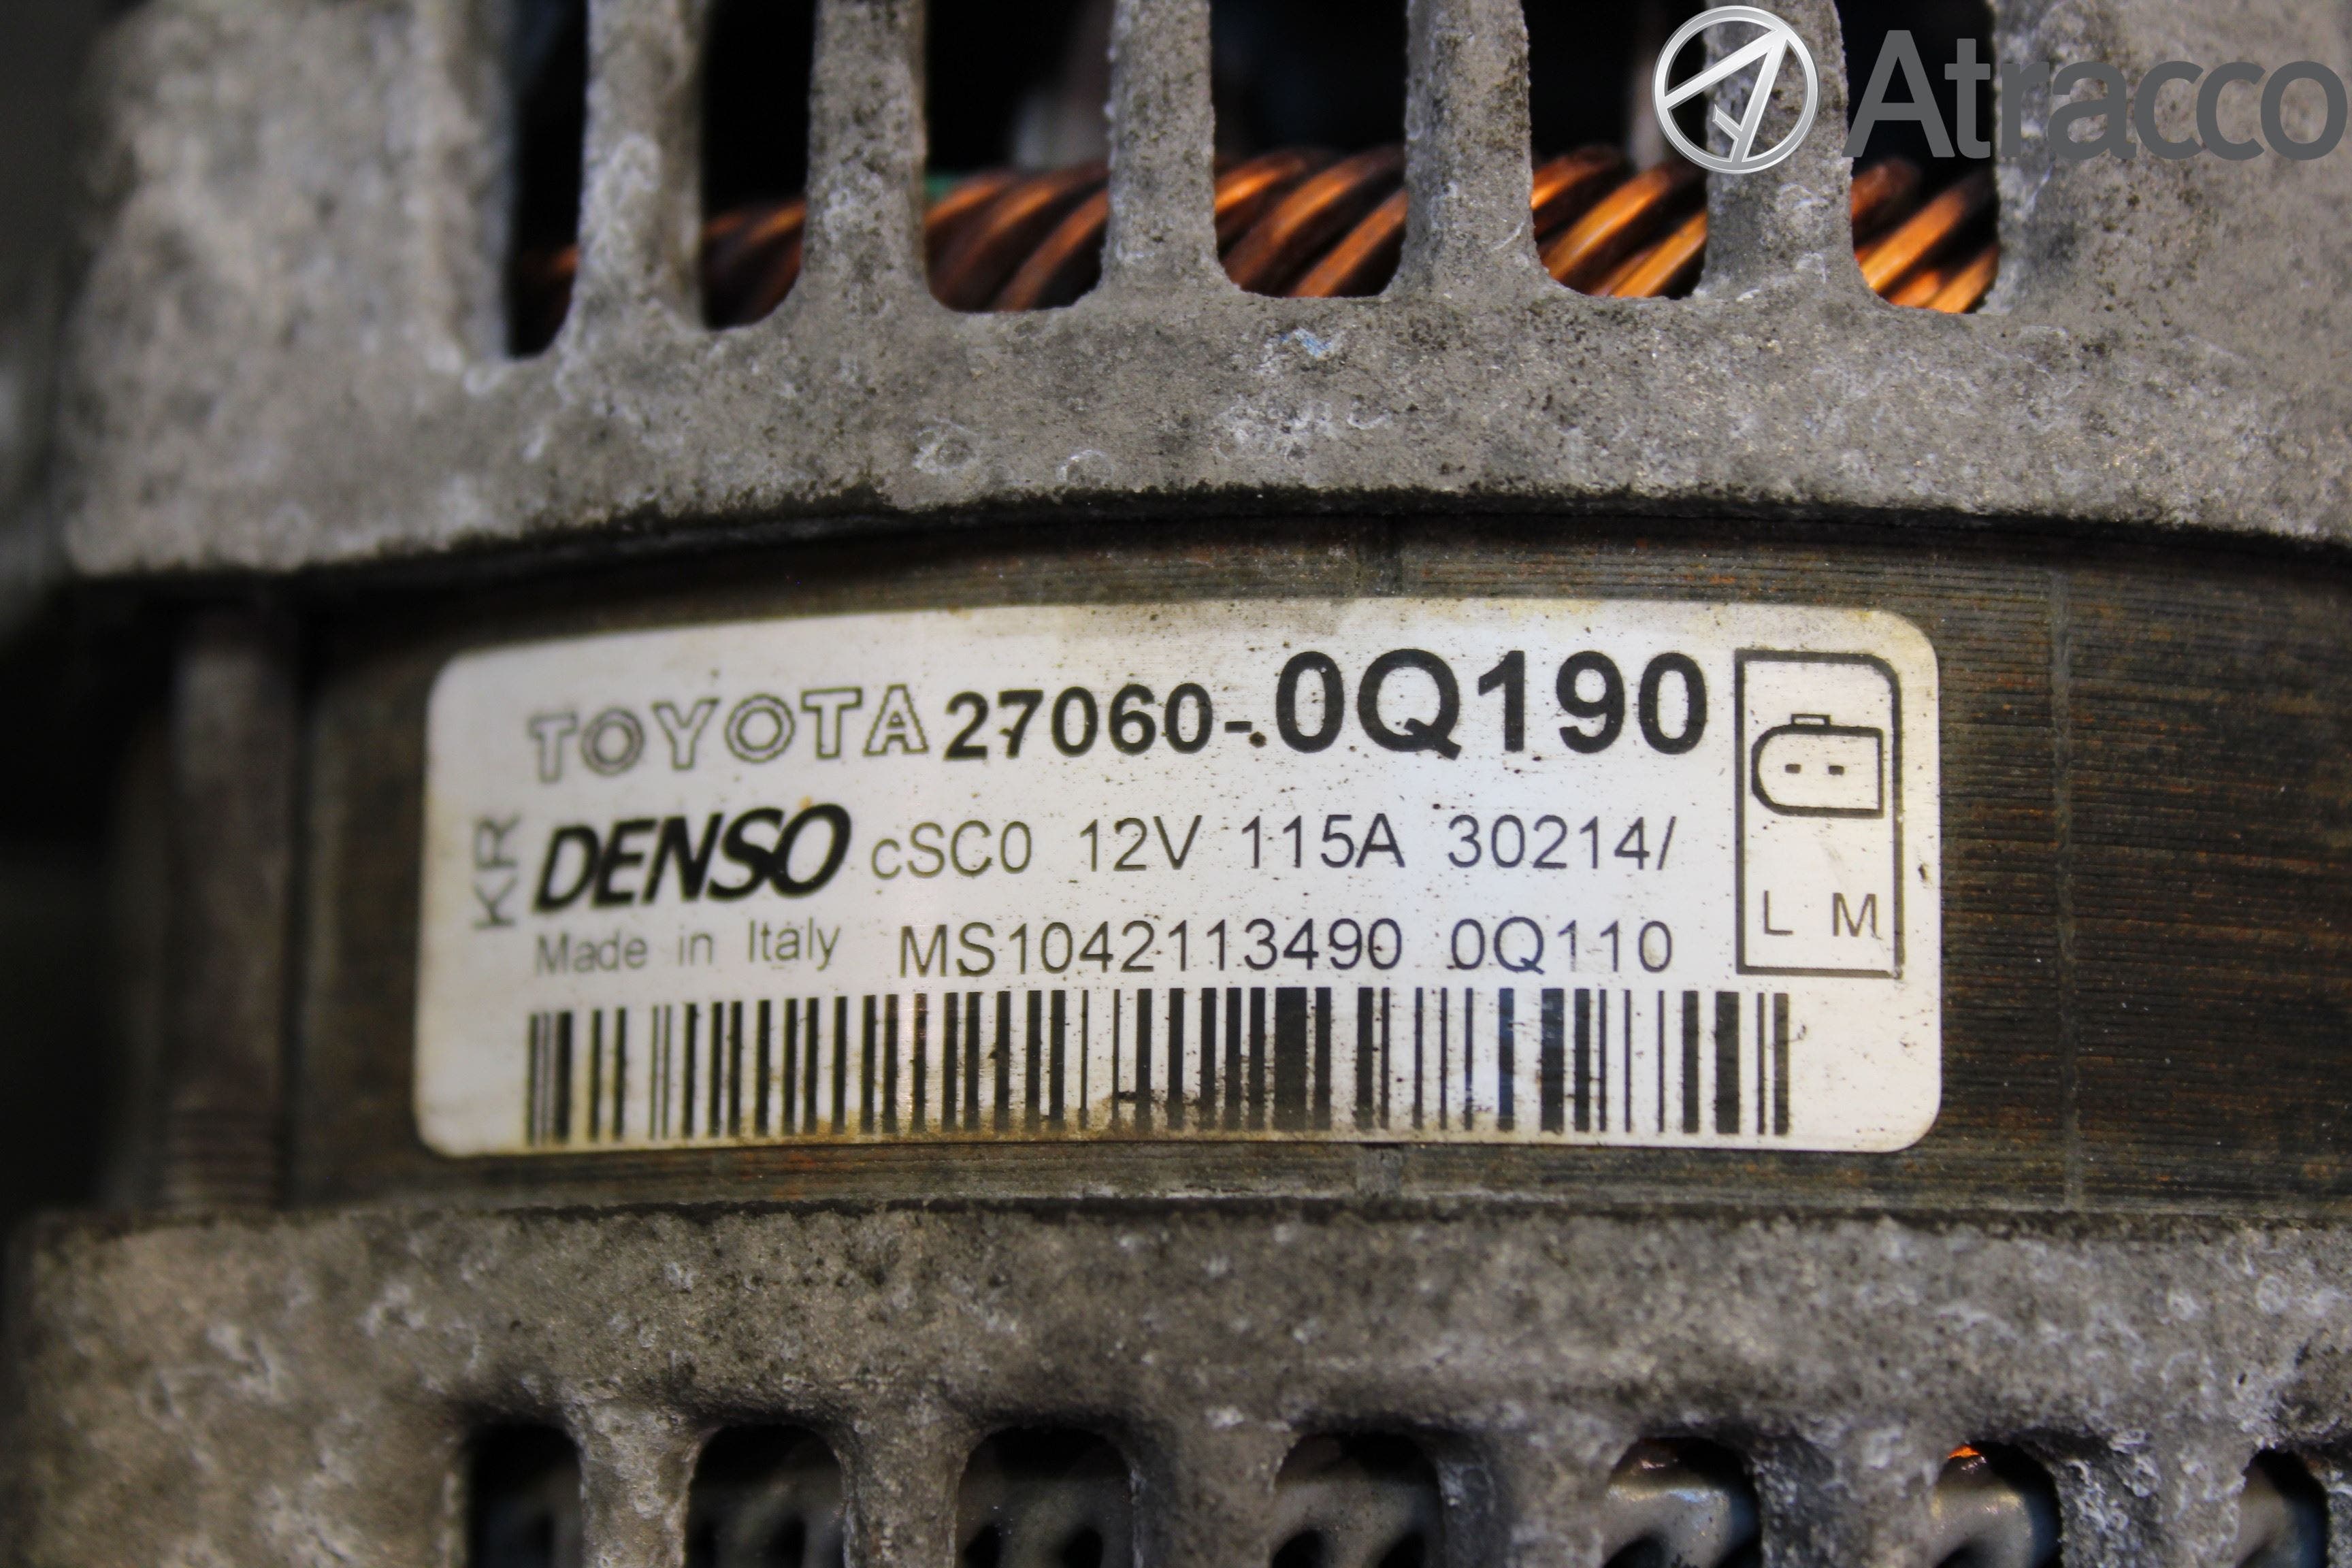 Atracco
TOYOTA 27060-0Q190
KR
DENSO cSC0 12V 115A 30214/
Made in Italy MS1042113490 0Q110
L M